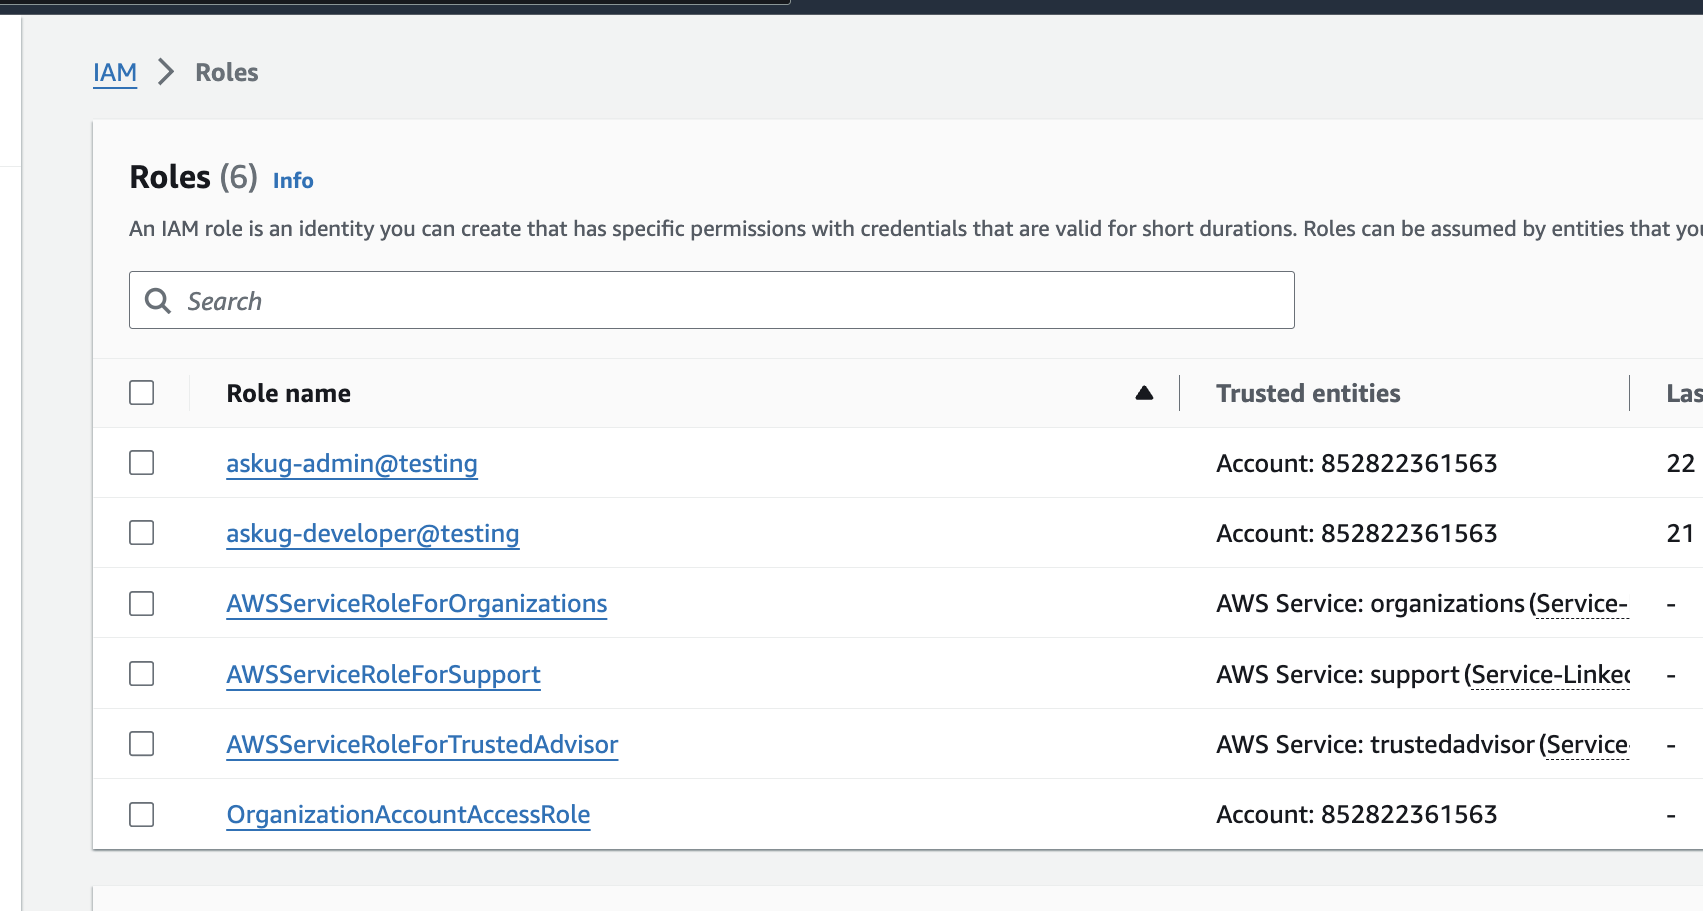 IAM > Roles
Roles (6) Info
An IAM role is an identity you can create that has specific permissions with credentials that are valid for short durations. Roles can be assumed by entities that you
Search
Role name Trusted entities Las
askug-admin@testing Account: 852822361563 22
askug-developer@testing Account: 852822361563 21
AWSServiceRoleForOrganizations AWS Service: organizations (Service- -
AWSServiceRoleForSupport AWS Service: support (Service-Linked -
AWSServiceRoleForTrustedAdvisor AWS Service: trustedadvisor (Service- -
OrganizationAccountAccessRole Account: 852822361563 -